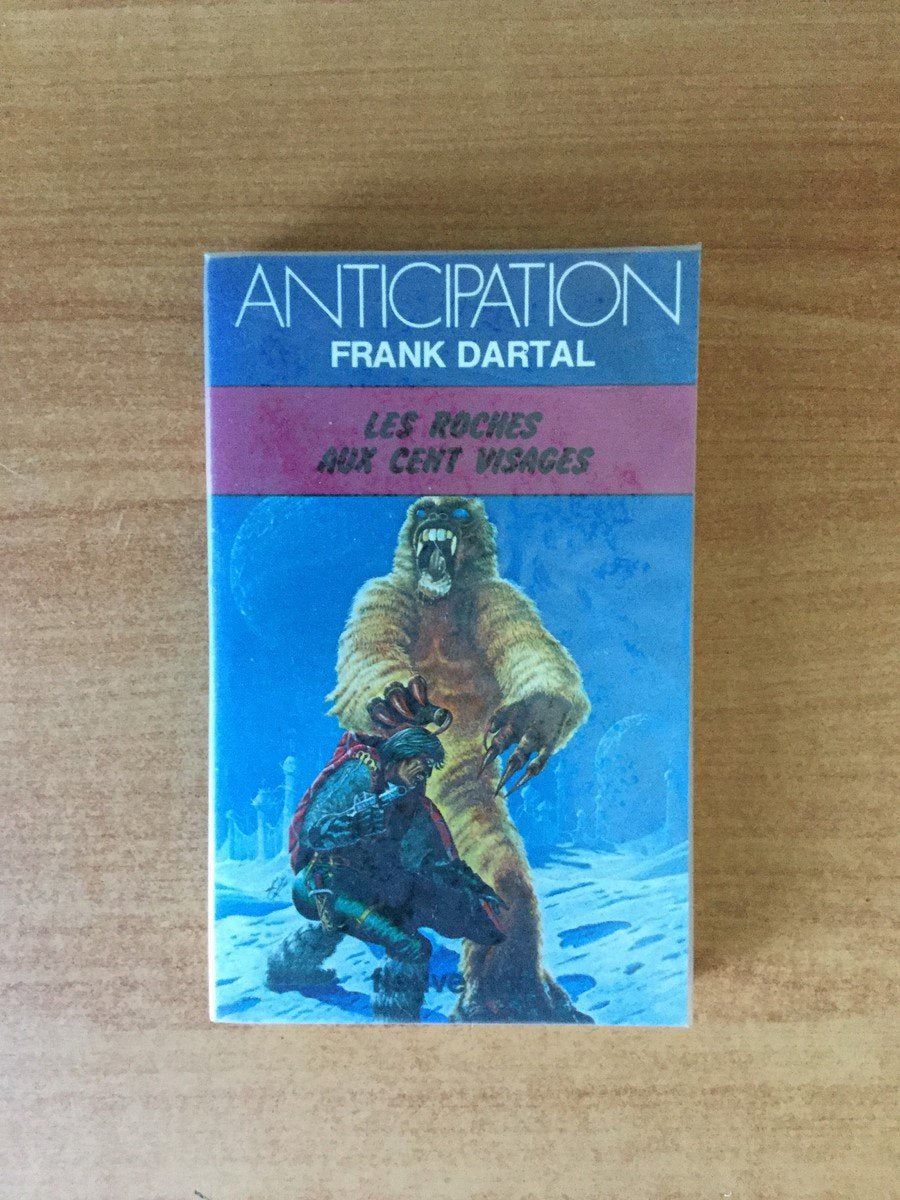 ANTICIPATION
FRANK DARTAL
LES ROCHES
AUX CENT VISAGES